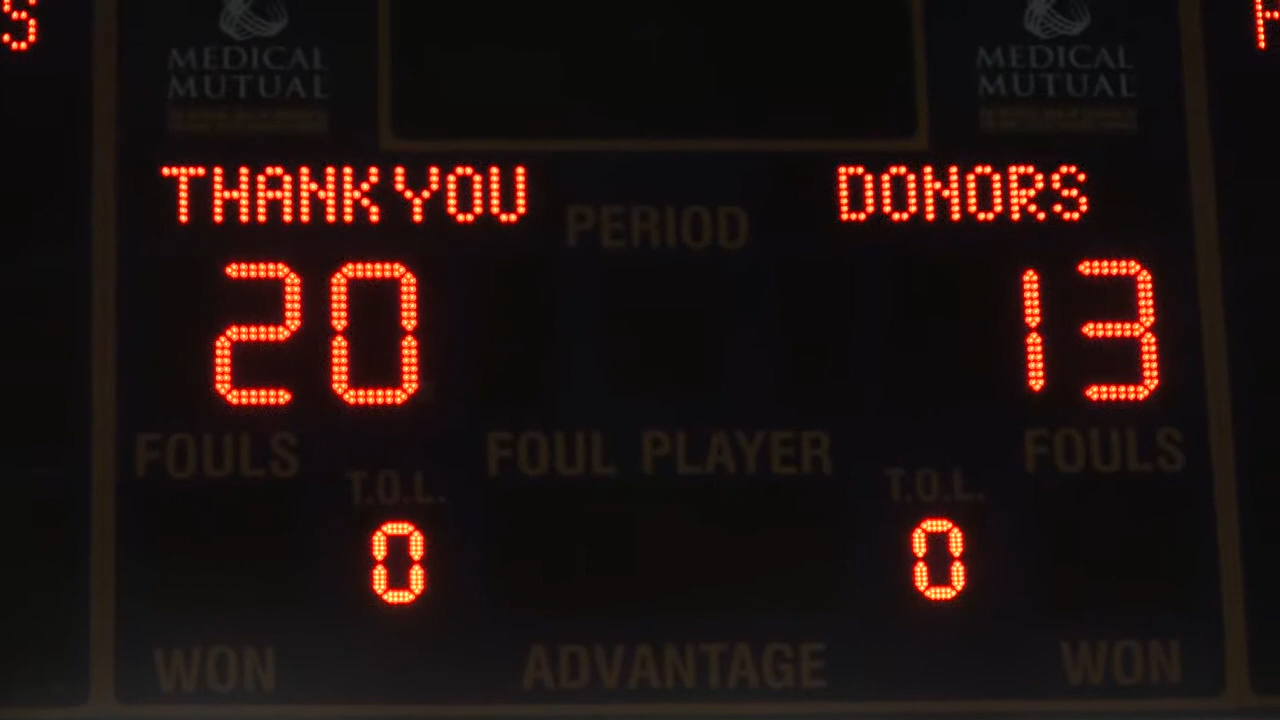 S
MEDICAL
MUTUAL
MEDICAL
MUTUAL
THANK YOU
DONORS
PERIOD
20
13
FOULS
FOUL PLAYER
FOULS
T.O.L.
T.O.L.
0
0
WON
ADVANTAGE
WON